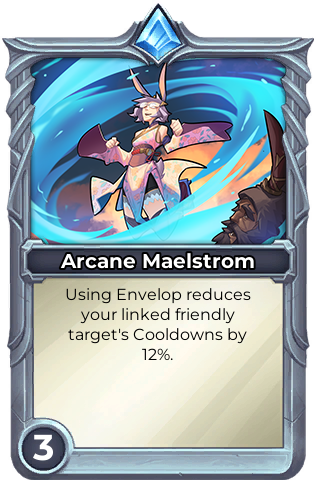 Arcane Maelstrom
Using Envelop reduces
your linked friendly
target's Cooldowns by
12%.
3